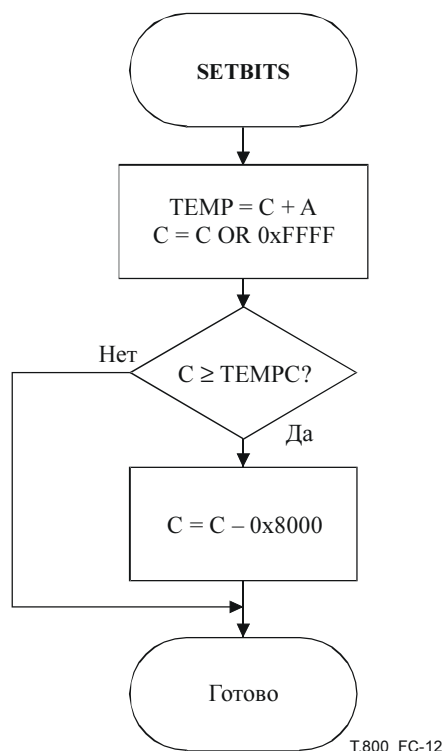 SETBITS
TEMP = C + A
C = C OR 0xFFFF
Нет
C ≥ TEMPC?
Да
C = C – 0x8000
Готово
T.800_FC-12